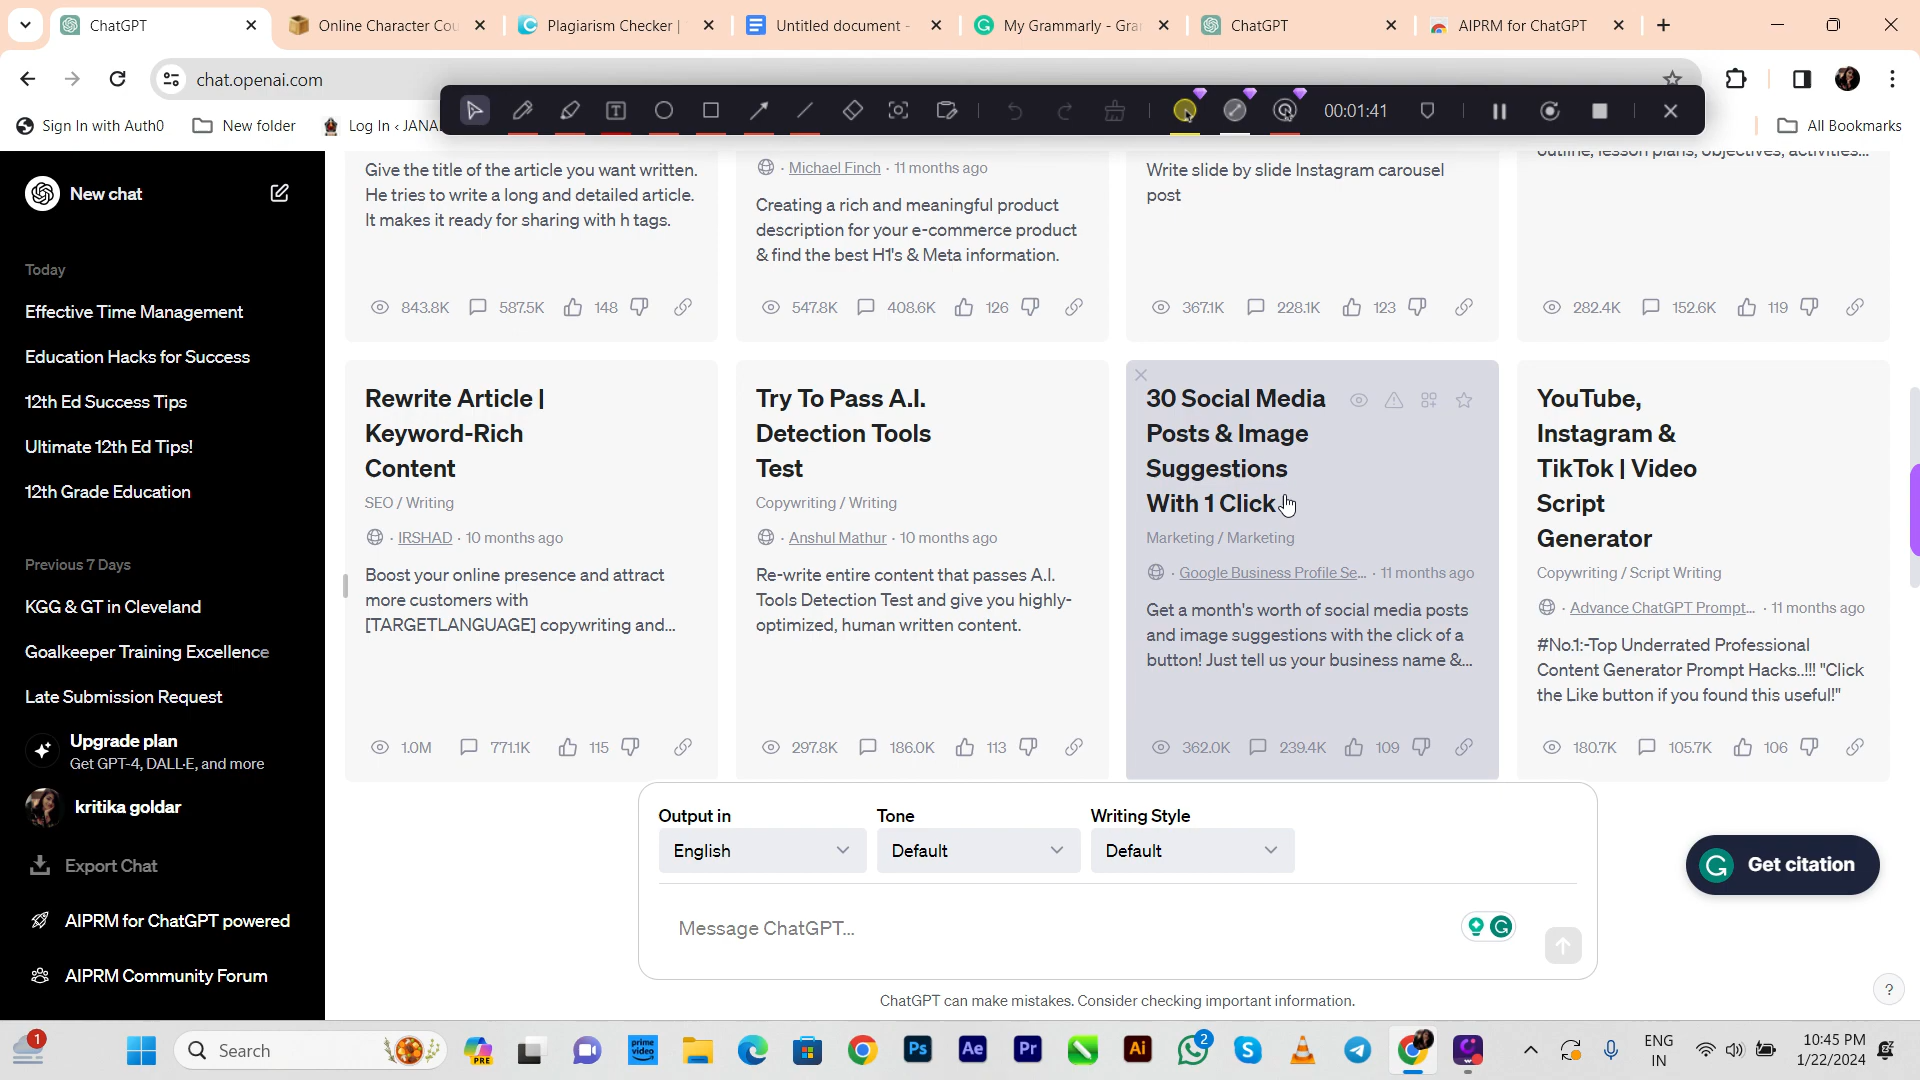 ChatGPT
Online Character Cou
Plagiarism Checker |
Untitled document -
My Grammarly - Gra
ChatGPT
AIPRM for ChatGPT
chat.openai.com
00:01:41
Sign In with Auth0
New folder
Log In ‹ JANA
All Bookmarks
New chat
Today
Effective Time Management
Education Hacks for Success
12th Ed Success Tips
Ultimate 12th Ed Tips!
12th Grade Education
Previous 7 Days
KGG & GT in Cleveland
Goalkeeper Training Excellence
Late Submission Request
Upgrade plan
Get GPT-4, DALL·E, and more
kritika goldar
Export Chat
AIPRM for ChatGPT powered
AIPRM Community Forum
Give the title of the article you want written.
He tries to write a long and detailed article.
It makes it ready for sharing with h tags.
843.8K 587.5K 148
· Michael Finch · 11 months ago
Creating a rich and meaningful product
description for your e-commerce product
& find the best H1's & Meta information.
547.8K 408.6K 126
Write slide by slide Instagram carousel
post
367.1K 228.1K 123
outline, lesson plans, objectives, activities...
282.4K 152.6K 119
Rewrite Article |
Keyword-Rich
Content
SEO / Writing
· IRSHAD · 10 months ago
Boost your online presence and attract
more customers with
[TARGETLANGUAGE] copywriting and...
1.0M 771.1K 115
Try To Pass A.I.
Detection Tools
Test
Copywriting / Writing
· Anshul Mathur · 10 months ago
Re-write entire content that passes A.I.
Tools Detection Test and give you highly-
optimized, human written content.
297.8K 186.0K 113
30 Social Media
Posts & Image
Suggestions
With 1 Click
Marketing / Marketing
· Google Business Profile Se... · 11 months ago
Get a month's worth of social media posts
and image suggestions with the click of a
button! Just tell us your business name &...
362.0K 239.4K 109
YouTube,
Instagram &
TikTok | Video
Script
Generator
Copywriting / Script Writing
· Advance ChatGPT Prompt... · 11 months ago
#No.1:-Top Underrated Professional
Content Generator Prompt Hacks..!!! "Click
the Like button if you found this useful!"
180.7K 105.7K 106
Output in
Tone
Writing Style
English
Default
Default
Message ChatGPT...
Get citation
ChatGPT can make mistakes. Consider checking important information.
?
1
Search
PRE
prime
video
Ps
Ae
Pr
Ai
2
ENG
IN
10:45 PM
1/22/2024